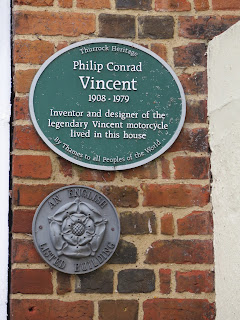 Thurrock Heritage
Philip Conrad
Vincent
1908 - 1979
Inventor and designer of the
legendary Vincent motorcycle
lived in this house
By Thames to all Peoples of the World
AN ENGLISH
LISTED BUILDING